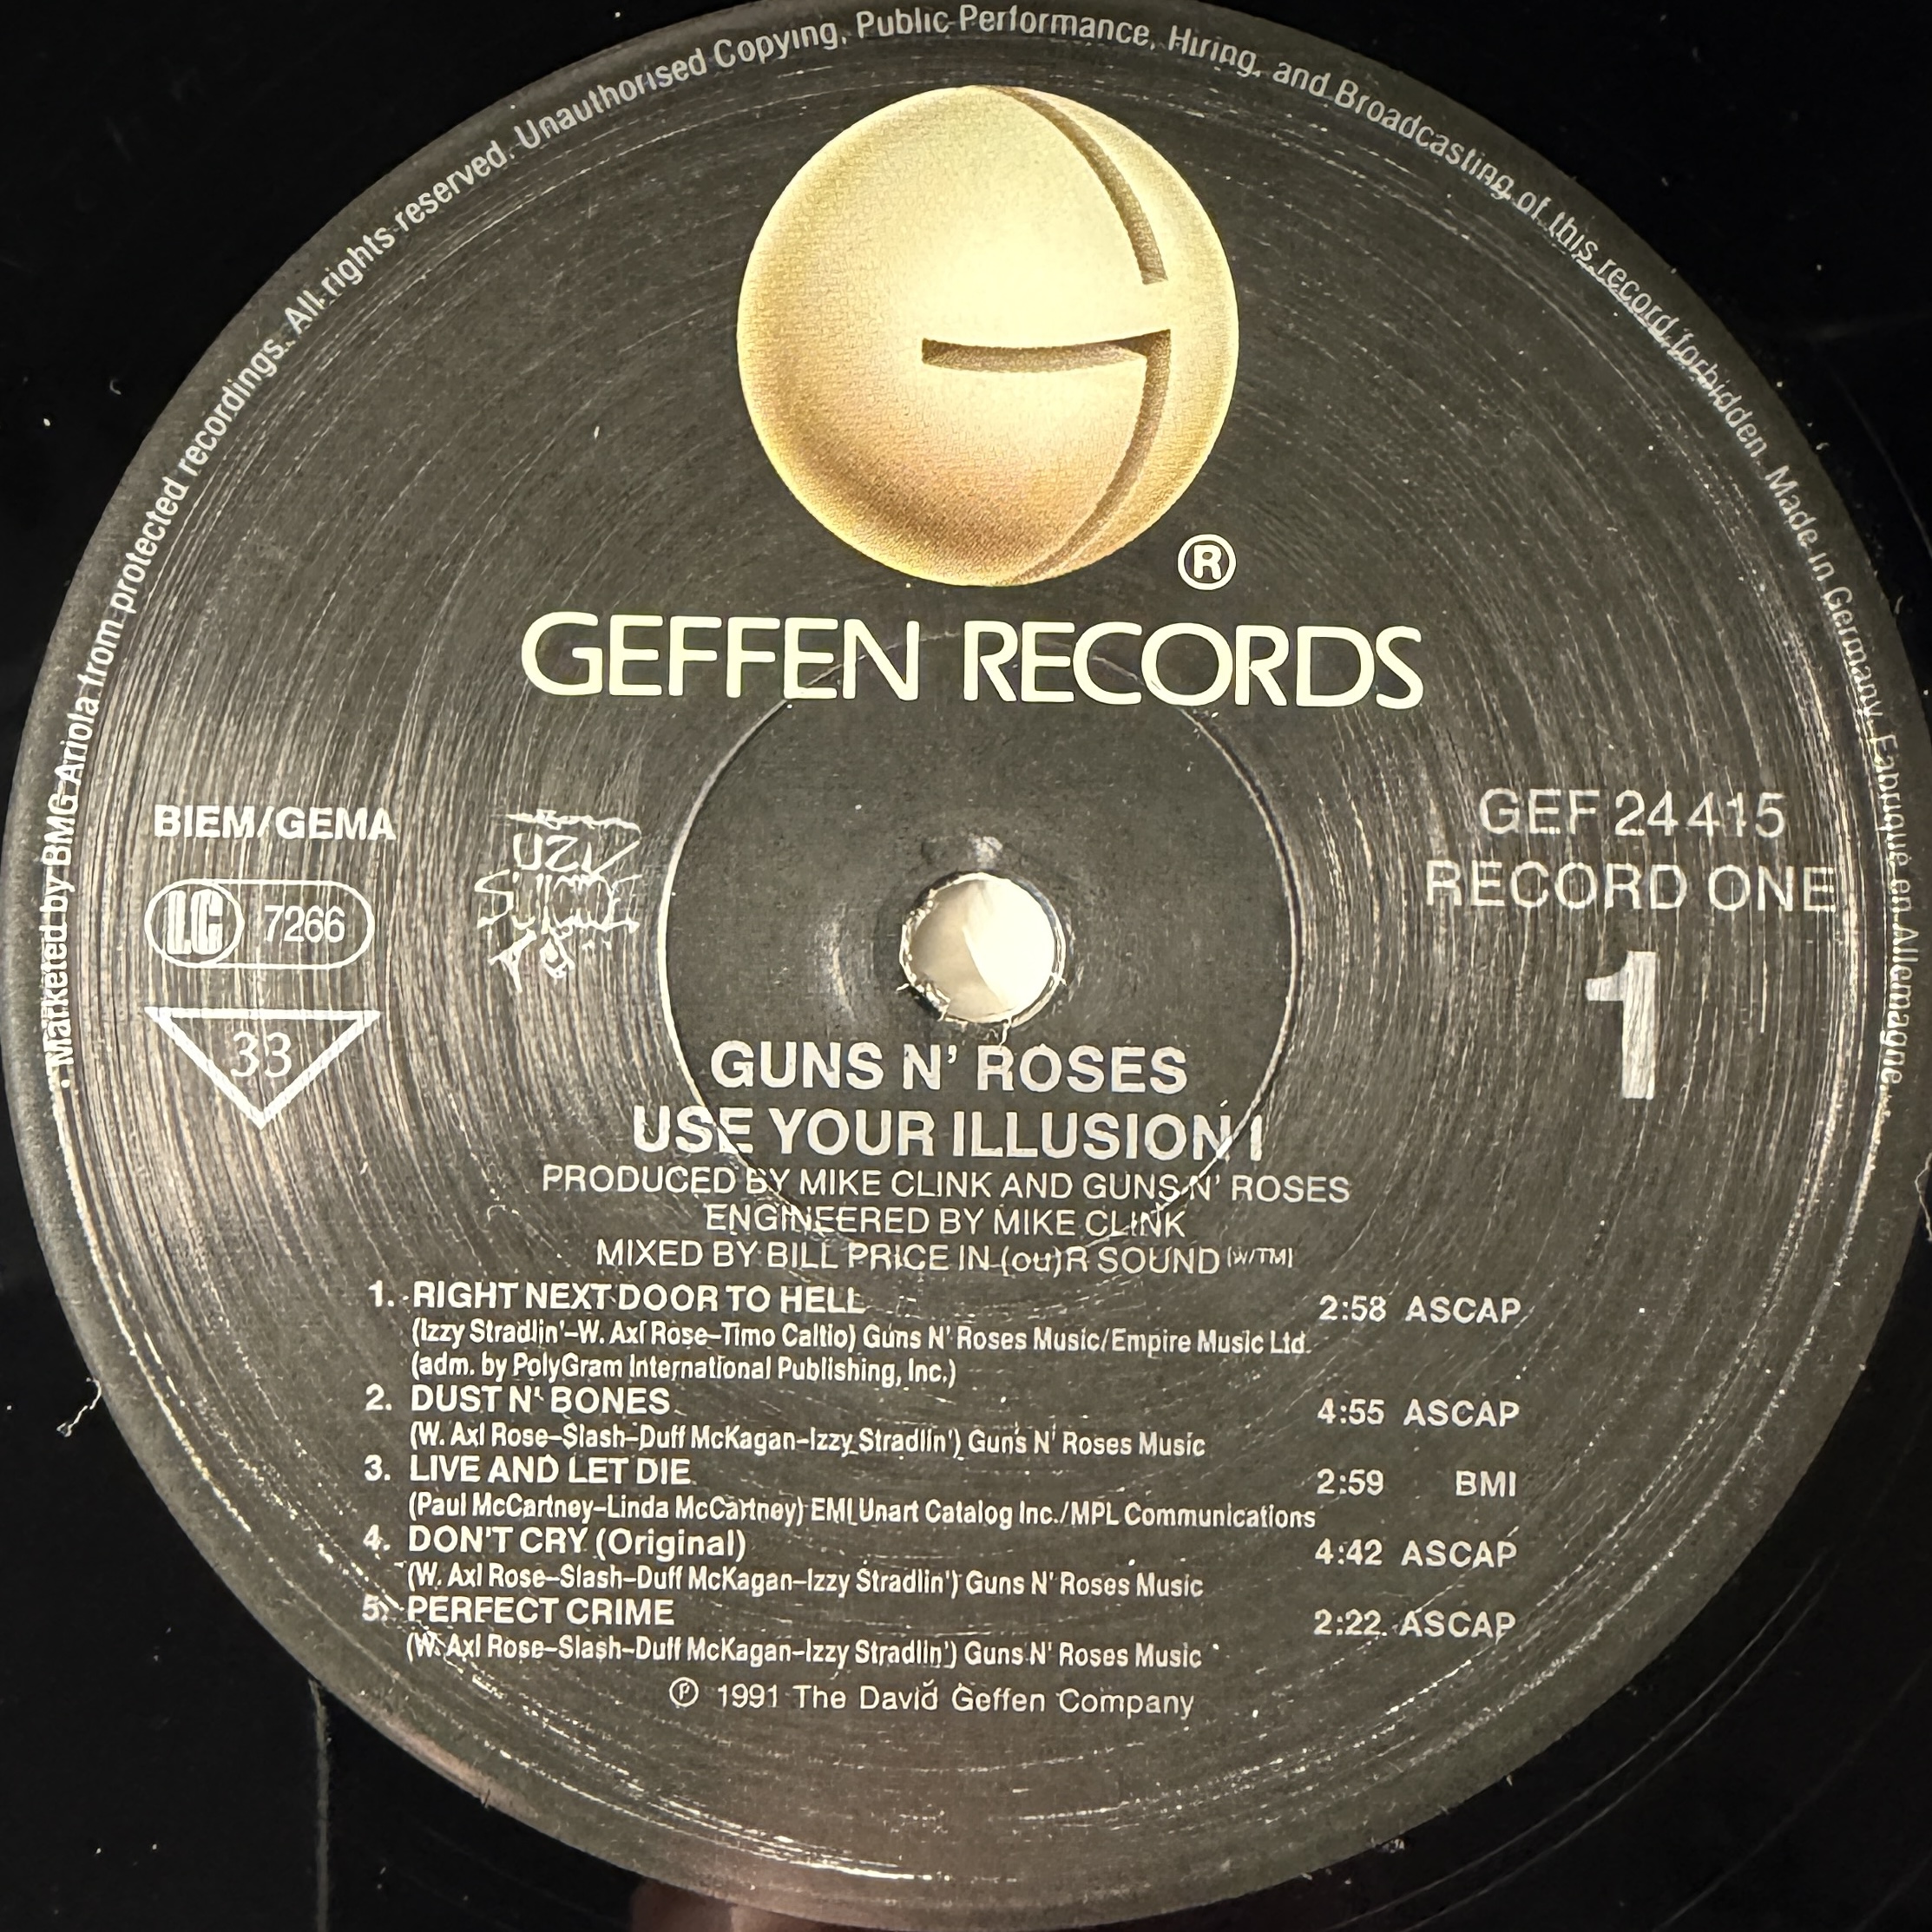 Marketed by BMG Ariola from protected recordings. All rights reserved. Unauthorised Copying, Public Performance, Hiring, and Broadcasting of this record forbidden. Made in Germany. Fabriqué en Allemagne.
®
GEFFEN RECORDS
BIEM/GEMA
LC 7266
33
UZI
SUICIDE
GEF 24415
RECORD ONE
1
GUNS N' ROSES
USE YOUR ILLUSION I
PRODUCED BY MIKE CLINK AND GUNS N' ROSES
ENGINEERED BY MIKE CLINK
MIXED BY BILL PRICE IN (ou)R SOUND (w/TM)
1. RIGHT NEXT DOOR TO HELL 2:58 ASCAP
(Izzy Stradlin'–W. Axl Rose–Timo Caltio) Guns N' Roses Music/Empire Music Ltd.
(adm. by PolyGram International Publishing, Inc.)
2. DUST N' BONES 4:55 ASCAP
(W. Axl Rose–Slash–Duff McKagan–Izzy Stradlin') Guns N' Roses Music
3. LIVE AND LET DIE 2:59 BMI
(Paul McCartney–Linda McCartney) EMI Unart Catalog Inc./MPL Communications
4. DON'T CRY (Original) 4:42 ASCAP
(W. Axl Rose–Slash–Duff McKagan–Izzy Stradlin') Guns N' Roses Music
5. PERFECT CRIME 2:22 ASCAP
(W. Axl Rose–Slash–Duff McKagan–Izzy Stradlin') Guns N' Roses Music
℗ 1991 The David Geffen Company